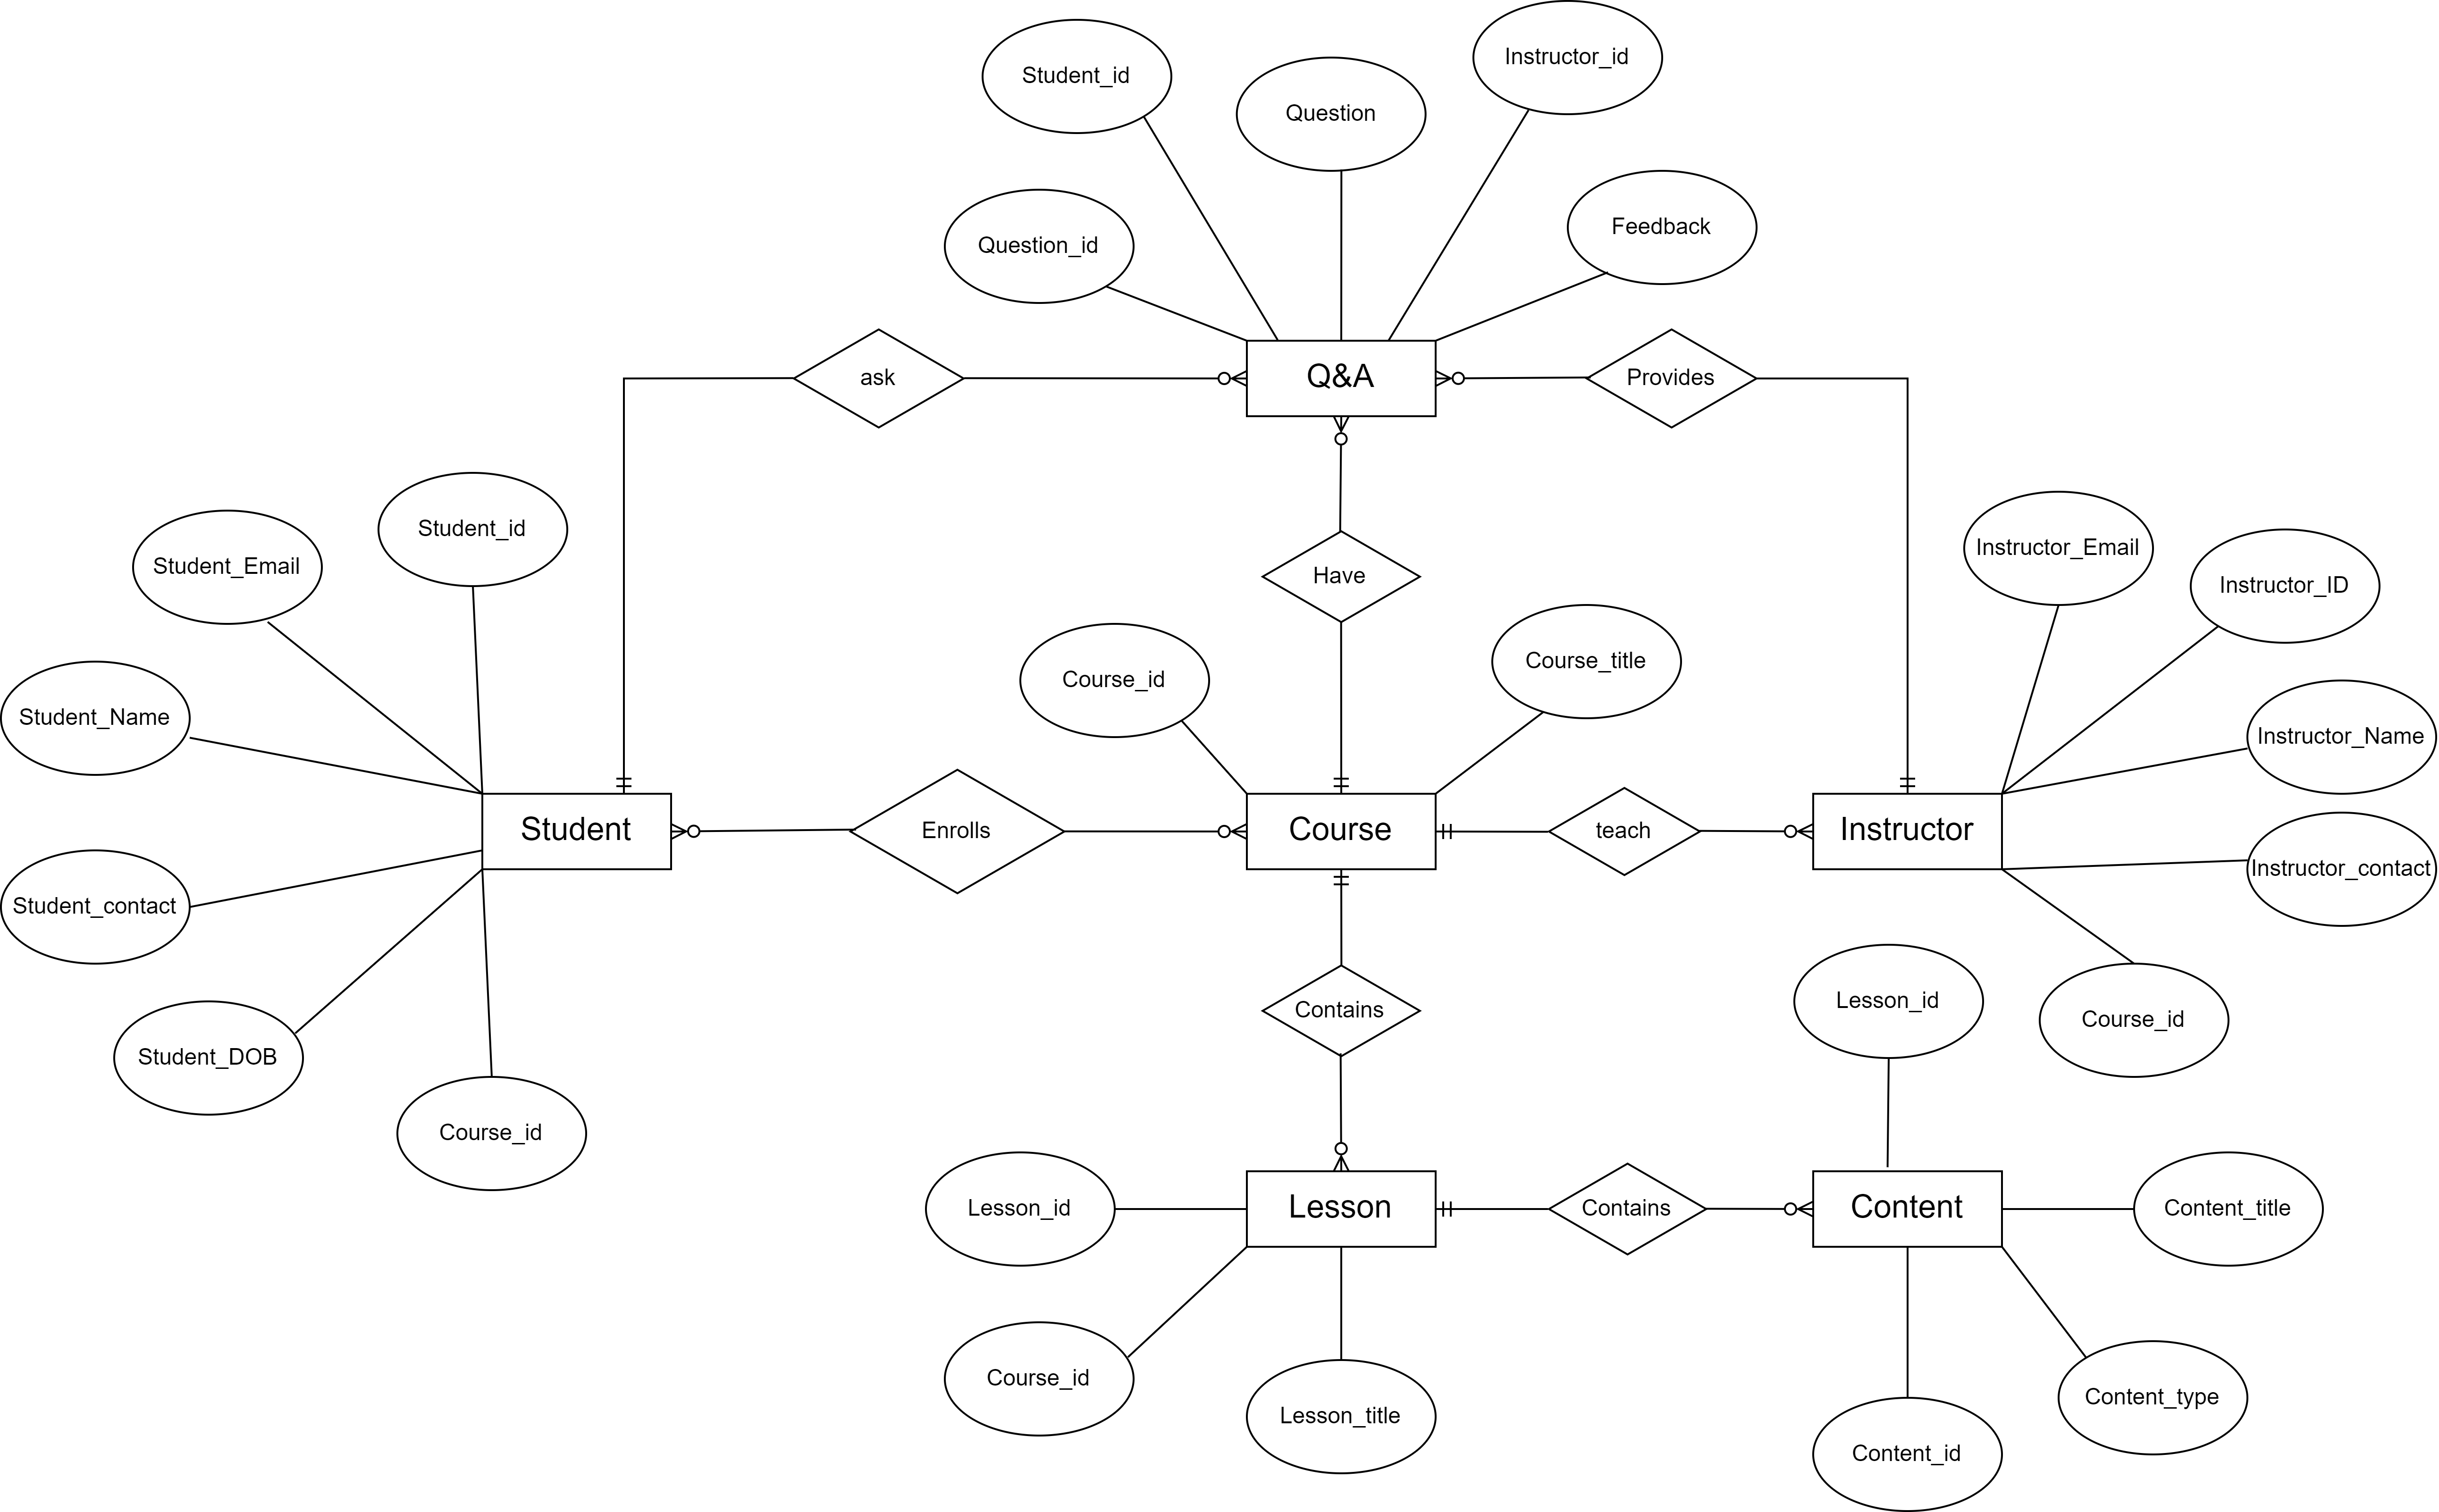 Instructor_id
Student_id
Question
Feedback
Question_id
ask
Q&A
Provides
Student_id
Instructor_Email
Student_Email
Have
Instructor_ID
Course_title
Course_id
Student_Name
Instructor_Name
Student
Enrolls
Course
teach
Instructor
Instructor_contact
Student_contact
Lesson_id
Contains
Course_id
Student_DOB
Course_id
Lesson_id
Lesson
Contains
Content
Content_title
Course_id
Content_type
Lesson_title
Content_id